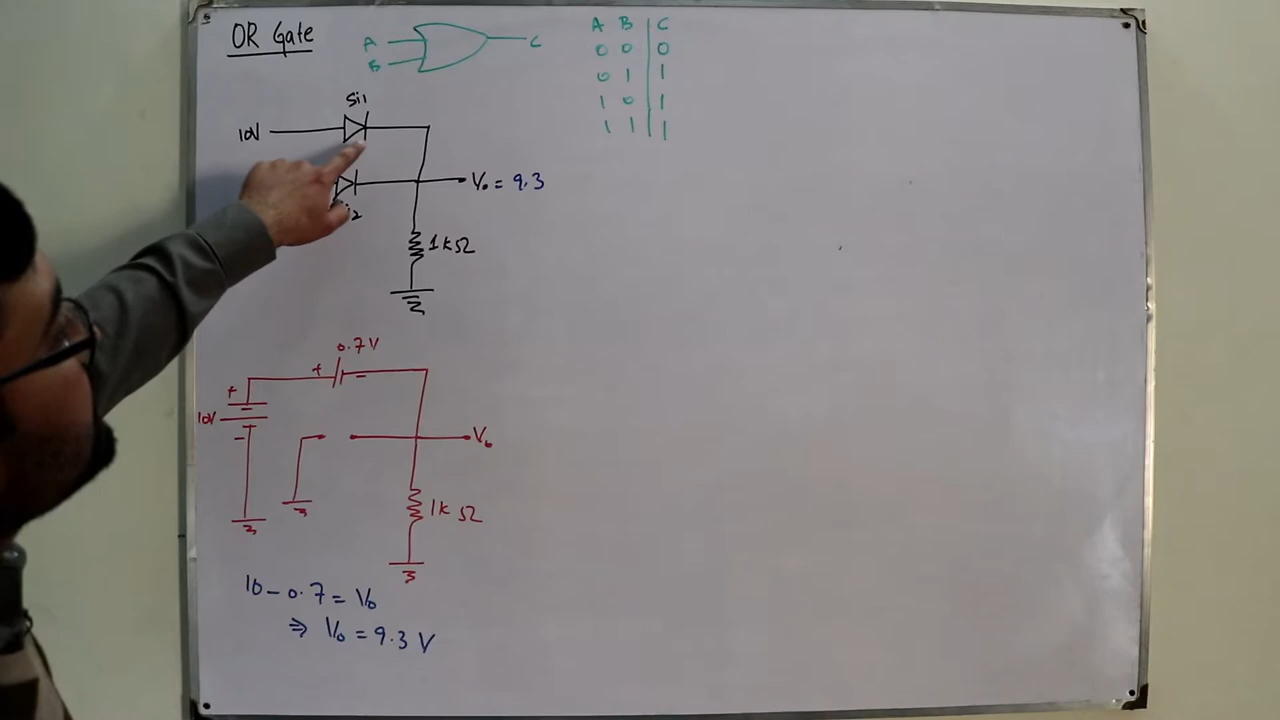 OR Gate
A
B
C
A B C
0 0 0
0 1 1
1 0 1
1 1 1
Si1
10V
V₀ = 9.3
1kΩ
0.7V
+
-
+
10V
-
V₀
1k Ω
10 - 0.7 = V₀
⇒ V₀ = 9.3 V